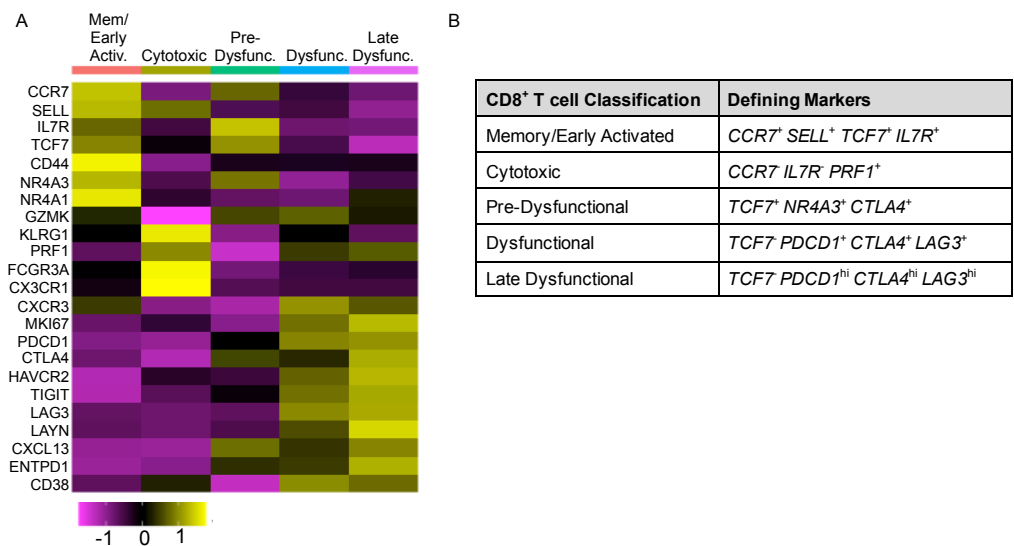 A
Mem/
Early
Activ.
Cytotoxic
Pre-
Dysfunc.
Dysfunc.
Late
Dysfunc.
CCR7
SELL
IL7R
TCF7
CD44
NR4A3
NR4A1
GZMK
KLRG1
PRF1
FCGR3A
CX3CR1
CXCR3
MKI67
PDCD1
CTLA4
HAVCR2
TIGIT
LAG3
LAYN
CXCL13
ENTPD1
CD38
-1 0 1
B
CD8⁺ T cell Classification Defining Markers
Memory/Early Activated CCR7⁺ SELL⁺ TCF7⁺ IL7R⁺
Cytotoxic CCR7⁻ IL7R⁻ PRF1⁺
Pre-Dysfunctional TCF7⁺ NR4A3⁺ CTLA4⁺
Dysfunctional TCF7⁻ PDCD1⁺ CTLA4⁺ LAG3⁺
Late Dysfunctional TCF7⁻ PDCD1ʰⁱ CTLA4ʰⁱ LAG3ʰⁱ